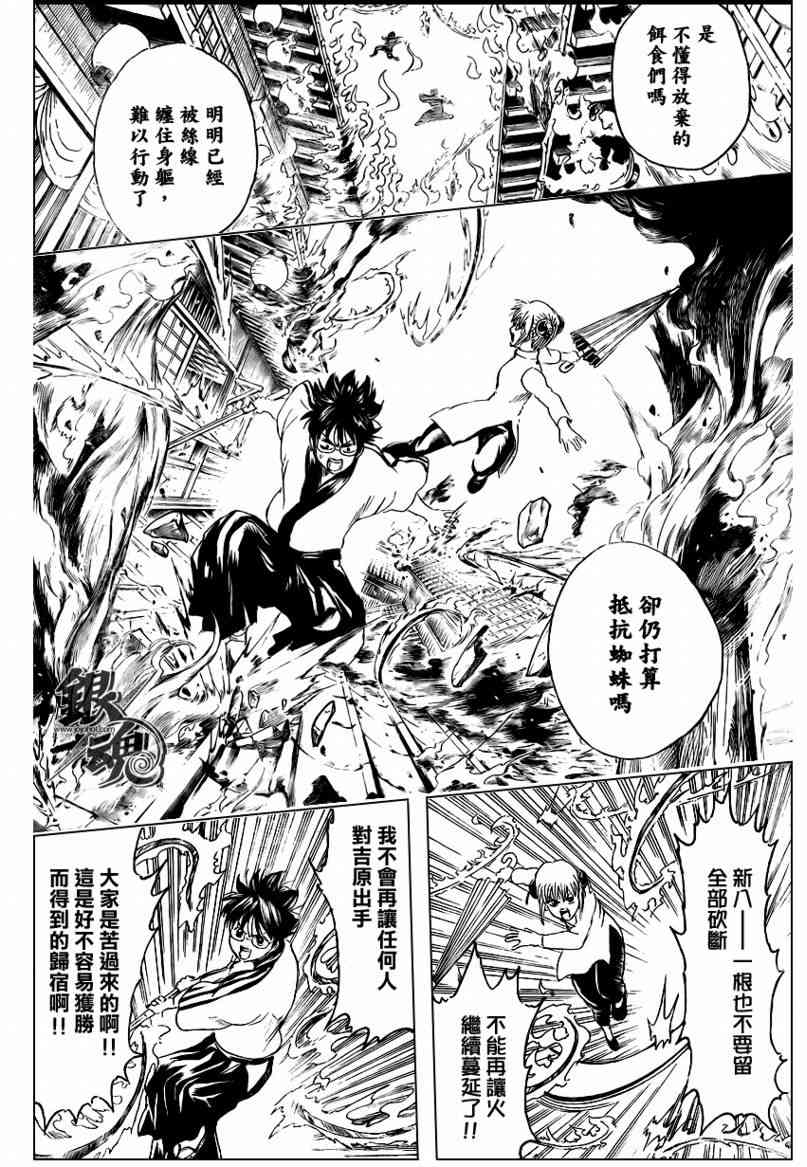 是
不懂得放棄的
餌食們嗎
明明已經
被絲線
纏住身軀，
難以行動了
卻仍打算
抵抗蜘蛛嗎
銀魂
www.jojohot.com
新八——一根也不要留
全部砍斷
不能再讓火
繼續蔓延了!!
我不會再讓任何人
對吉原出手
大家是苦過來的啊!!
這是好不容易獲勝
而得到的歸宿啊!!